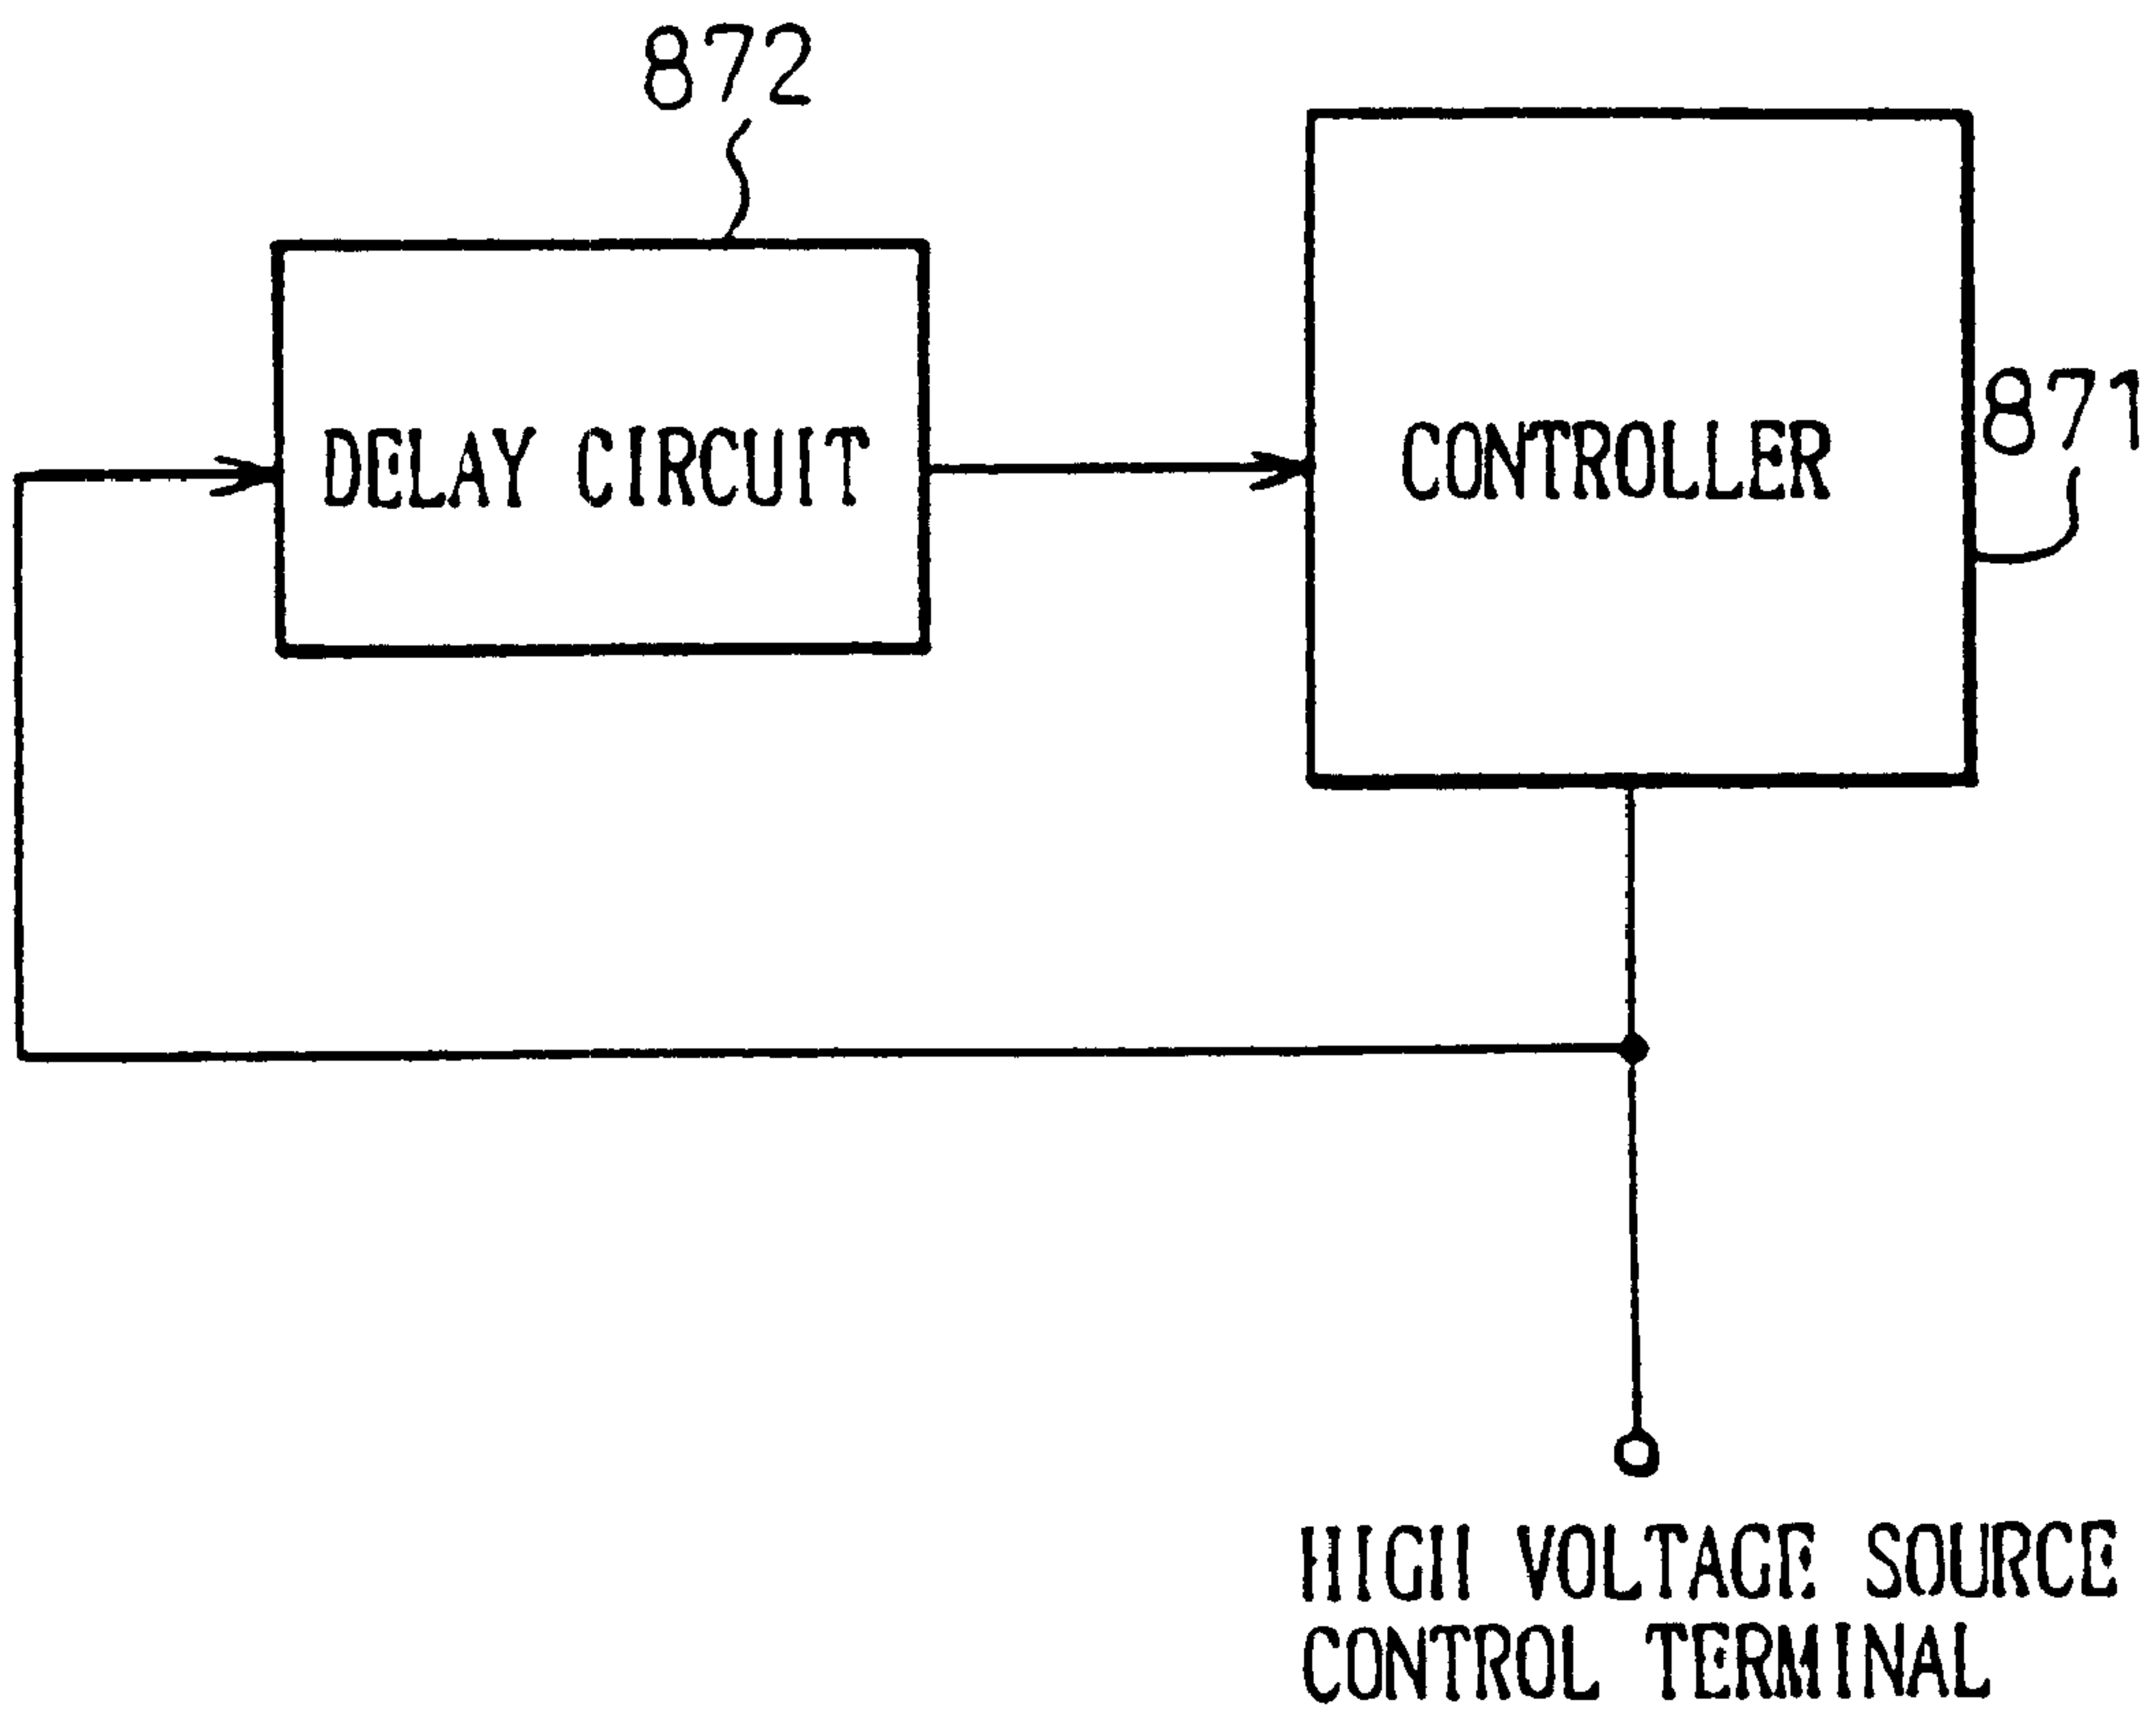 872
DELAY CIRCUIT
CONTROLLER
871
HIGH VOLTAGE SOURCE
CONTROL TERMINAL